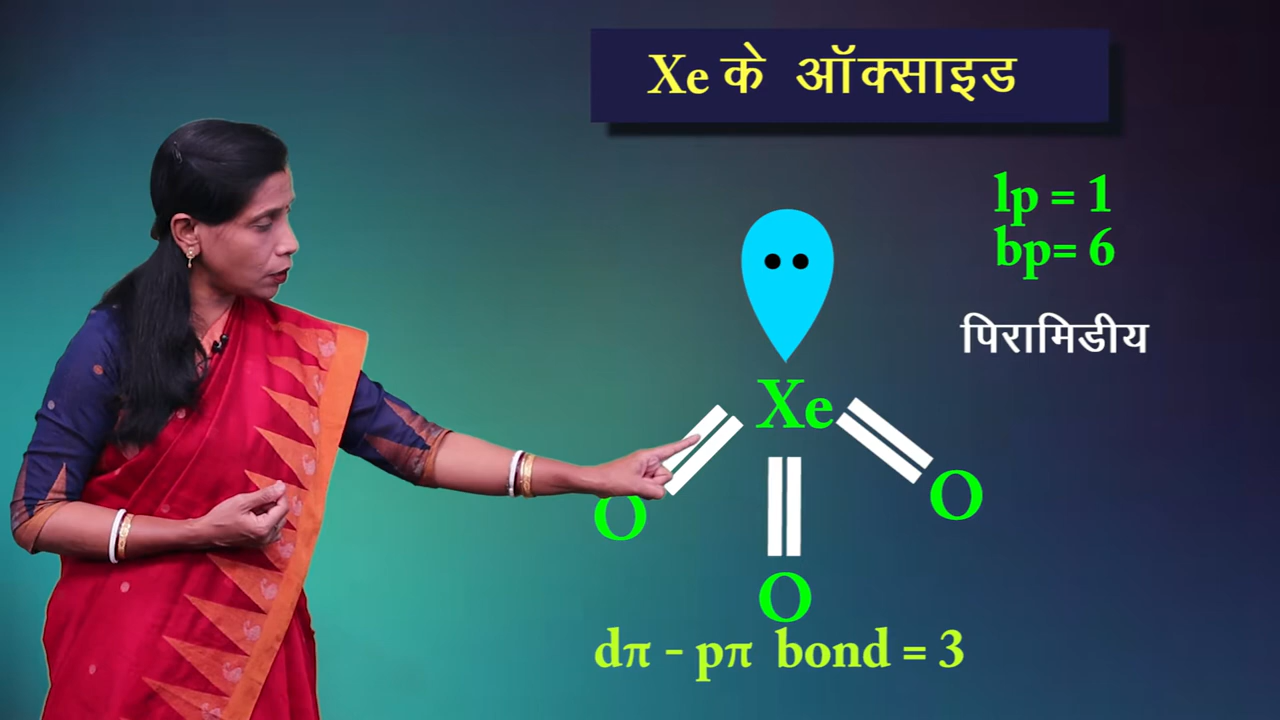 Xe के ऑक्साइड
lp = 1
bp= 6
पिरामिडीय
Xe
O
O
O
dπ - pπ bond = 3